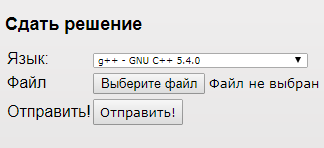 Сдать решение
Язык: g++ - GNU C++ 5.4.0
Файл Выберите файл Файл не выбран
Отправить! Отправить!